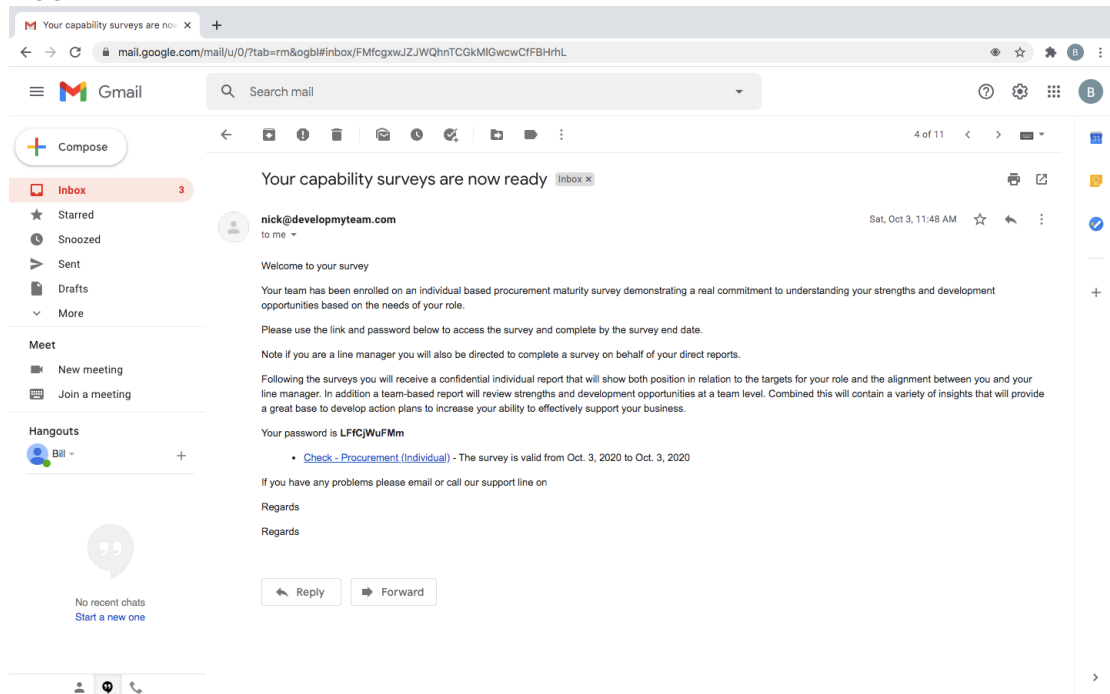 Your capability surveys are now
mail.google.com/mail/u/0/?tab=rm&ogbl#inbox/FMfcgxwJZJWQhnTCGkMIGwcwCfFBHrhL
B
Gmail
Search mail
B
Compose
4 of 11
31
Inbox 3
Starred
Snoozed
Sent
Drafts
More
Meet
New meeting
Join a meeting
Hangouts
Bill
No recent chats
Start a new one
Your capability surveys are now ready Inbox x
nick@developmyteam.com Sat, Oct 3, 11:48 AM
to me
Welcome to your survey
Your team has been enrolled on an individual based procurement maturity survey demonstrating a real commitment to understanding your strengths and development
opportunities based on the needs of your role.
Please use the link and password below to access the survey and complete by the survey end date.
Note if you are a line manager you will also be directed to complete a survey on behalf of your direct reports.
Following the surveys you will receive a confidential individual report that will show both position in relation to the targets for your role and the alignment between you and your
line manager. In addition a team-based report will review strengths and development opportunities at a team level. Combined this will contain a variety of insights that will provide
a great base to develop action plans to increase your ability to effectively support your business.
Your password is LFfCjWuFMm
• Check - Procurement (Individual) - The survey is valid from Oct. 3, 2020 to Oct. 3, 2020
If you have any problems please email or call our support line on
Regards
Regards
Reply Forward